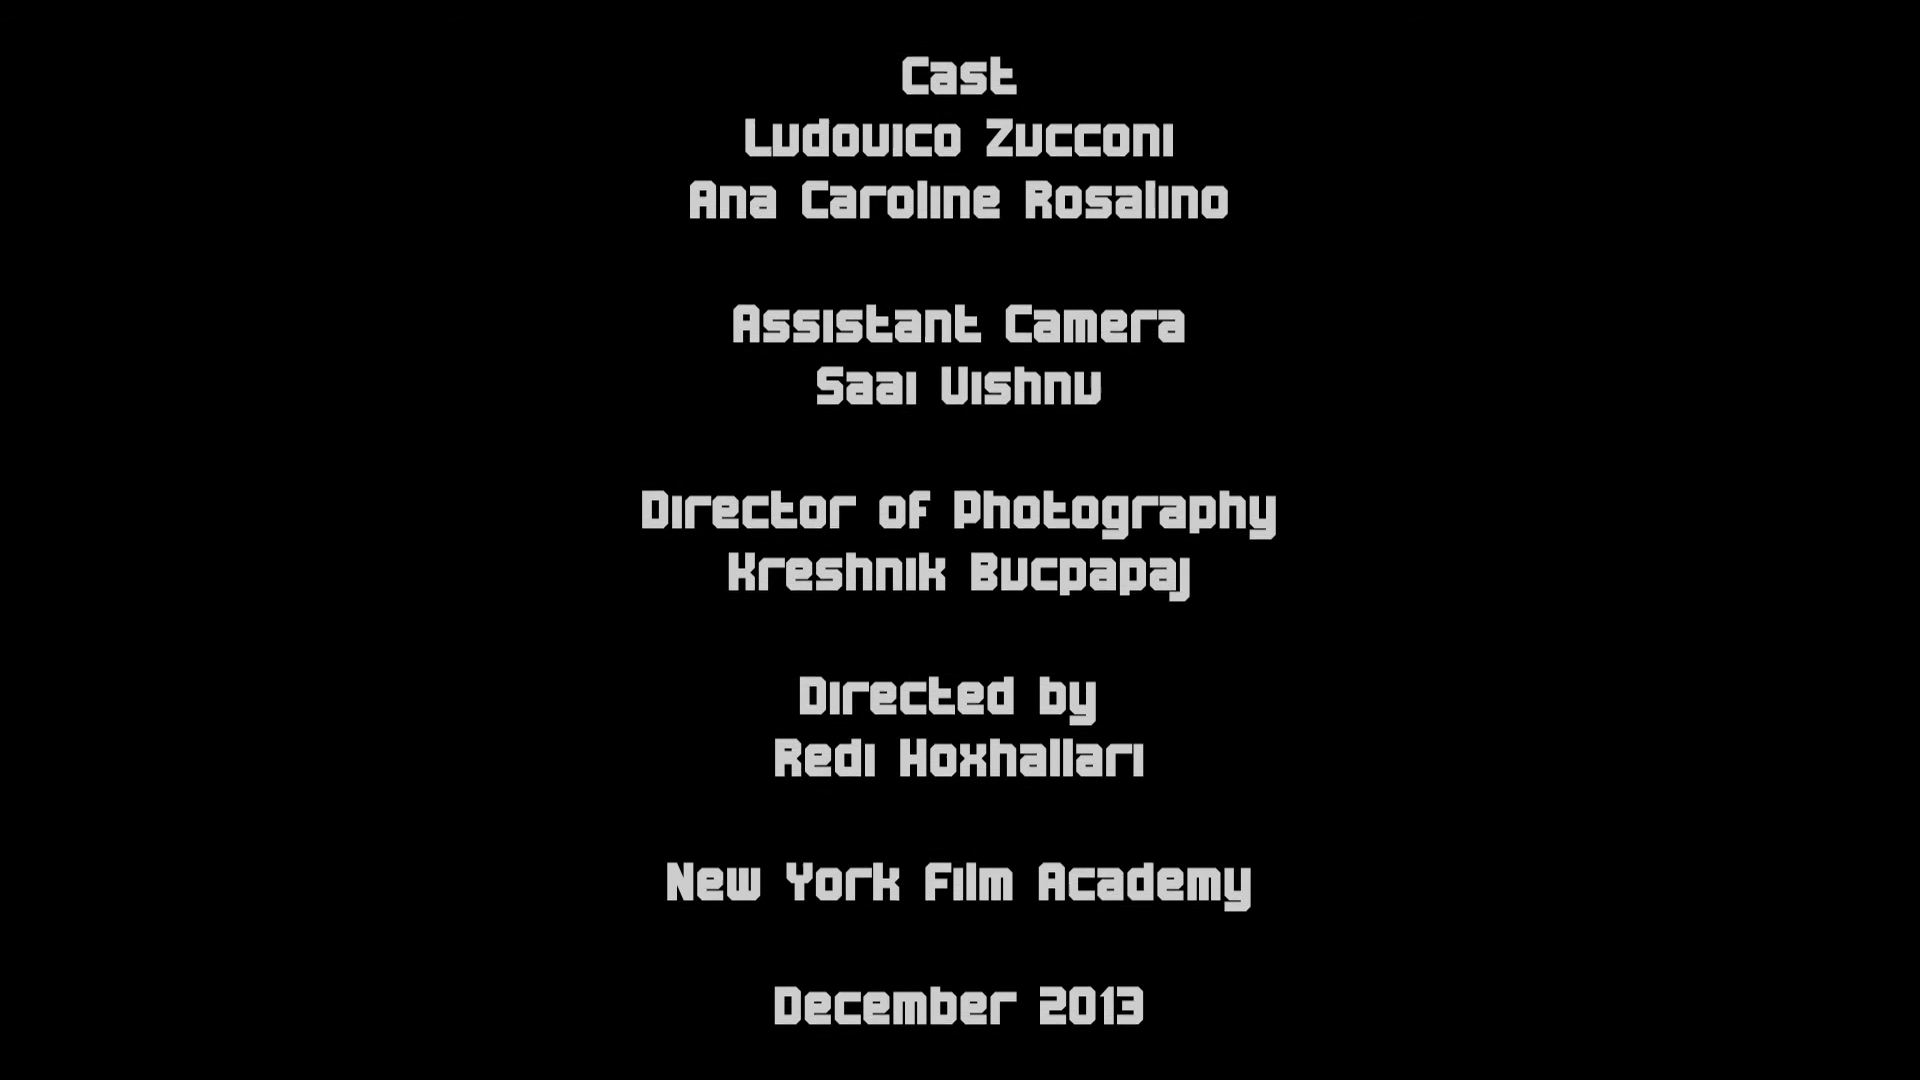 Cast
Ludovico Zucconi
Ana Caroline Rosalino
Assistant Camera
Saai Vishnu
Director of Photography
Kreshnik Bucpapaj
Directed by
Redi Hoxhallari
New York Film Academy
December 2013